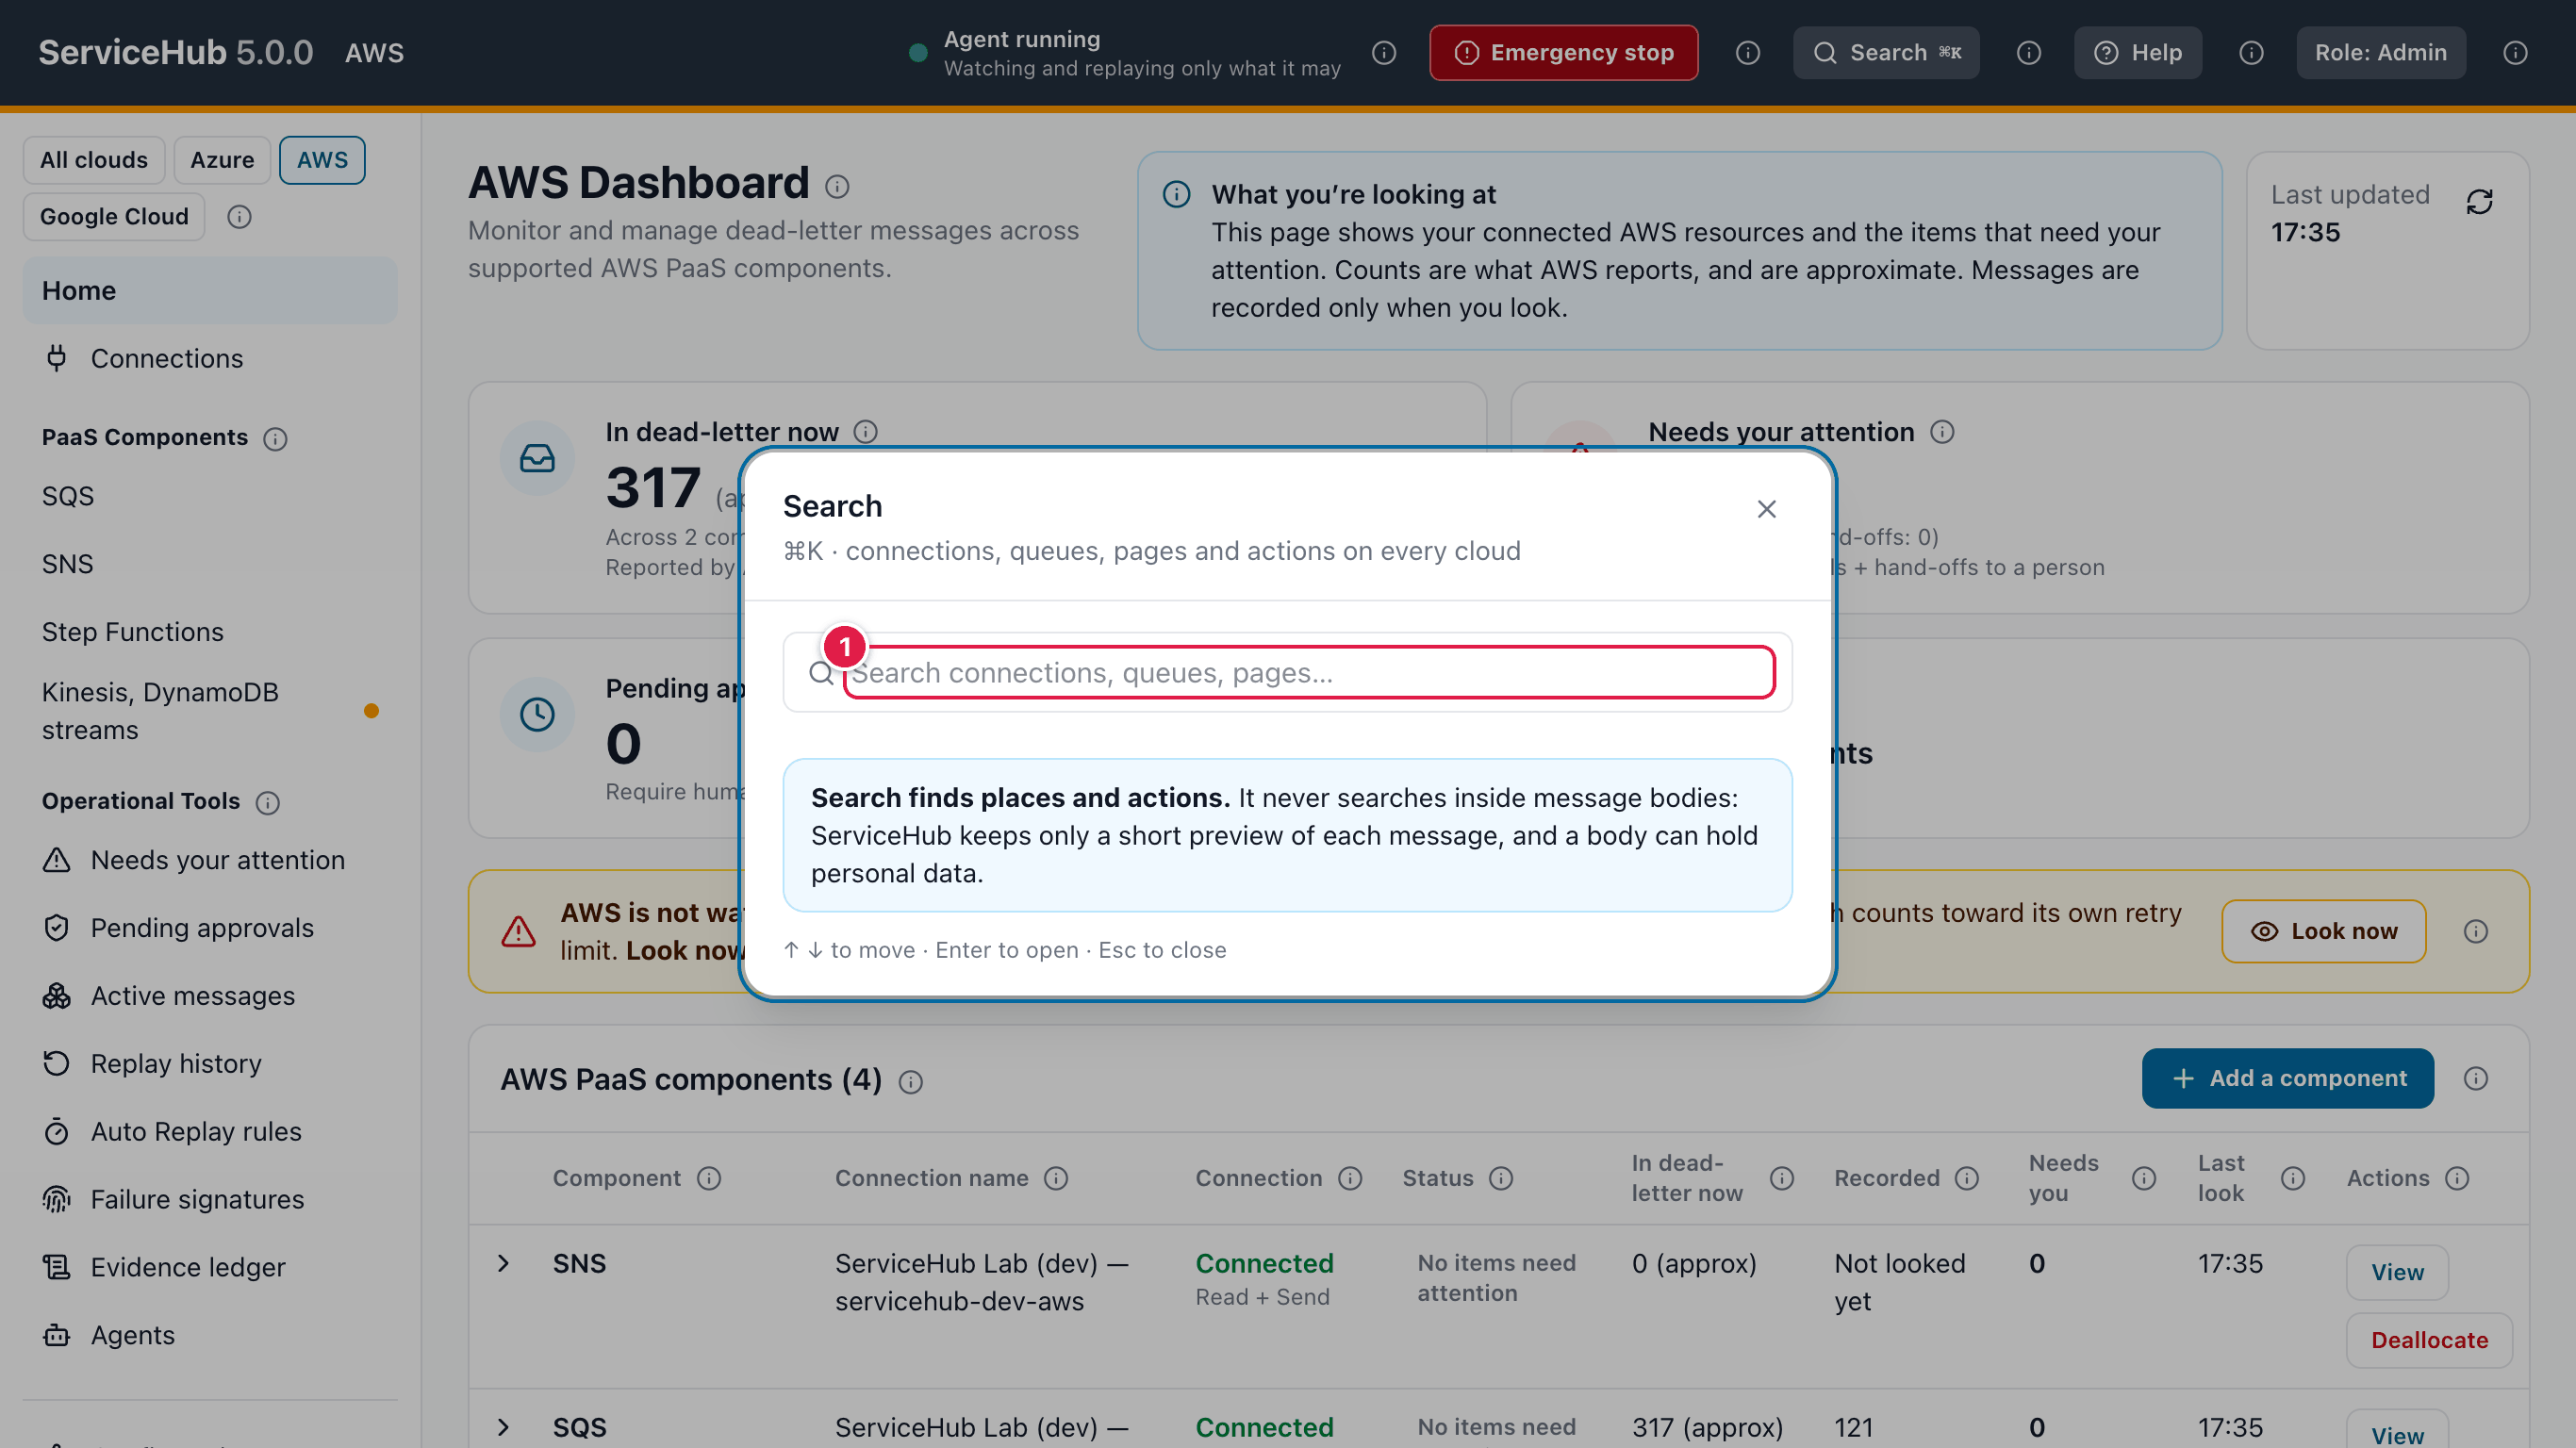 ServiceHub 5.0.0 AWS
Agent running
Watching and replaying only what it may
Emergency stop
Search ⌘K
Help
Role: Admin
All clouds
Azure
AWS
Google Cloud
Home
Connections
PaaS Components
SQS
SNS
Step Functions
Kinesis, DynamoDB
streams
Operational Tools
Needs your attention
Pending approvals
Active messages
Replay history
Auto Replay rules
Failure signatures
Evidence ledger
Agents
AWS Dashboard
Monitor and manage dead-letter messages across
supported AWS PaaS components.
What you’re looking at
This page shows your connected AWS resources and the items that need your
attention. Counts are what AWS reports, and are approximate. Messages are
recorded only when you look.
Last updated
17:35
In dead-letter now
317
Across 2
Reported by
Needs your attention
d-offs: 0)
s + hand-offs to a person
Pending
0
Require
nts
Search
⌘K · connections, queues, pages and actions on every cloud
1
Search connections, queues, pages...
Search finds places and actions. It never searches inside message bodies:
ServiceHub keeps only a short preview of each message, and a body can hold
personal data.
↑ ↓ to move · Enter to open · Esc to close
AWS is not
limit. Look now
counts toward its own retry
Look now
AWS PaaS components (4)
+ Add a component
Component
Connection name
Connection
Status
In dead-
letter now
Recorded
Needs
you
Last
look
Actions
SNS
ServiceHub Lab (dev) —
servicehub-dev-aws
Connected
Read + Send
No items need
attention
0 (approx)
Not looked
yet
0
17:35
View
Deallocate
SQS
ServiceHub Lab (dev) —
Connected
No items need
317 (approx)
121
0
17:35
View